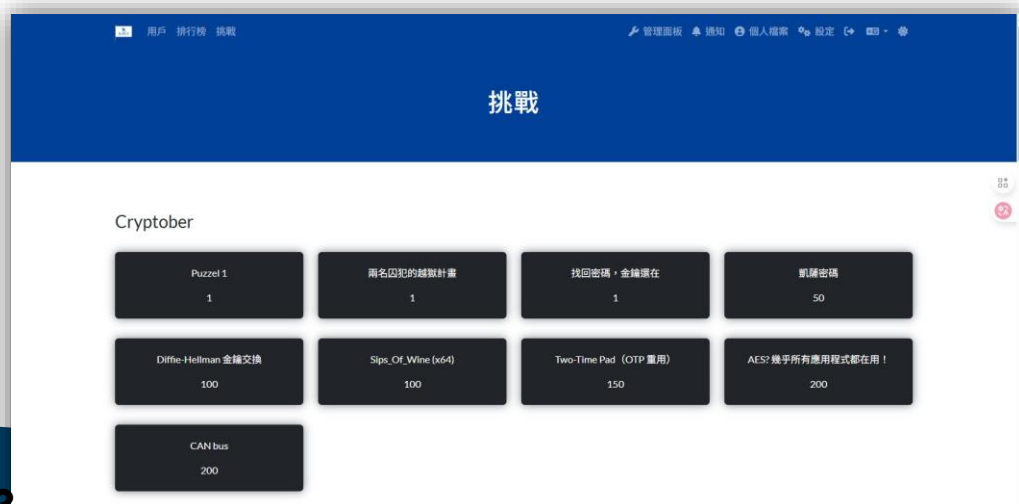 用戶 排行榜 挑戰 管理面板 通知 個人檔案 設定
挑戰
Cryptober
Puzzel 1
1
兩名囚犯的越獄計畫
1
找回密碼，金鑰還在
1
凱薩密碼
50
Diffie-Hellman 金鑰交換
100
Sips_Of_Wine (x64)
100
Two-Time Pad（OTP 重用）
150
AES? 幾乎所有應用程式都在用！
200
CAN bus
200